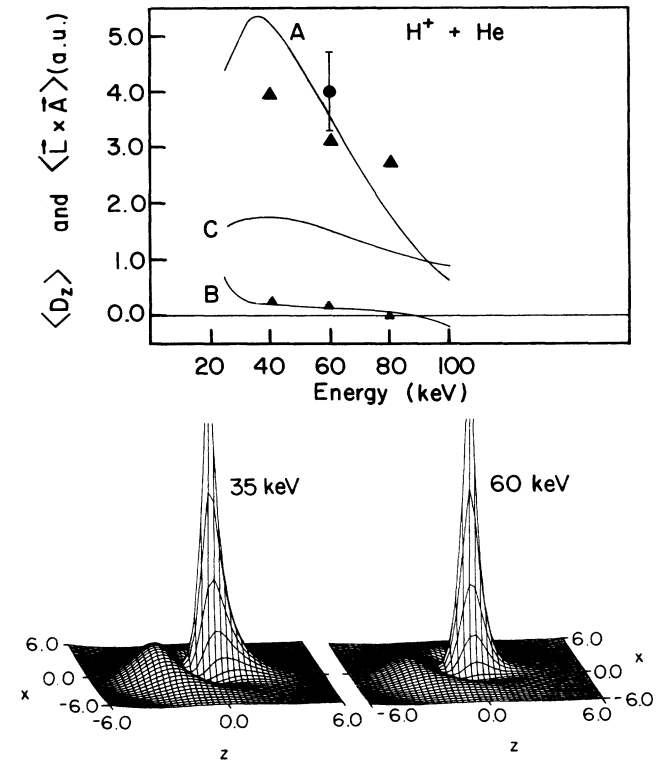 ⟨D_z⟩ and ⟨L⃗ × A⃗⟩ (a.u.)
5.0
4.0
3.0
2.0
1.0
0.0
A
H⁺ + He
C
B
20 40 60 80 100
Energy (keV)
35 keV
60 keV
6.0
0.0
-6.0
x
-6.0 0.0 6.0
z
6.0
0.0
-6.0
x
-6.0 0.0 6.0
z